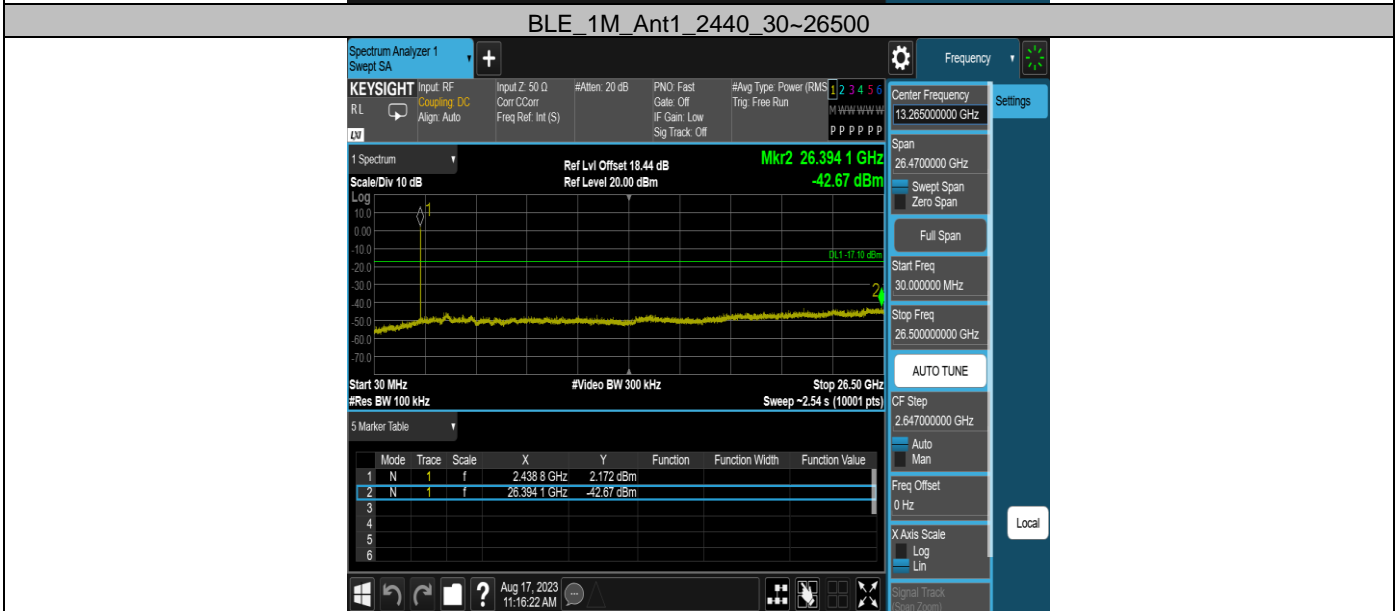 BLE_1M_Ant1_2440_30~26500
Spectrum Analyzer 1
Swept SA
+
Frequency
KEYSIGHT
RL
LXI
Input: RF
Coupling: DC
Align: Auto
Input Z: 50 Ω
Corr CCorr
Freq Ref: Int (S)
#Atten: 20 dB
PNO: Fast
Gate: Off
IF Gain: Low
Sig Track: Off
#Avg Type: Power (RMS
Trig: Free Run
1 2 3 4 5 6
M W W W W W
P P P P P P
Center Frequency
13.265000000 GHz
Settings
Span
26.4700000 GHz
Swept Span
Zero Span
Full Span
Start Freq
30.000000 MHz
Stop Freq
26.500000000 GHz
AUTO TUNE
CF Step
2.647000000 GHz
Auto
Man
Freq Offset
0 Hz
X Axis Scale
Log
Lin
Signal Track
(Span Zoom)
Local
1 Spectrum
Scale/Div 10 dB
Ref Lvl Offset 18.44 dB
Ref Level 20.00 dBm
Mkr2 26.394 1 GHz
-42.67 dBm
Log
10.0
0.00
-10.0
-20.0
-30.0
-40.0
-50.0
-60.0
-70.0
1
DL1 -17.10 dBm
2
Start 30 MHz
#Res BW 100 kHz
#Video BW 300 kHz
Stop 26.50 GHz
Sweep ~2.54 s (10001 pts)
5 Marker Table
Mode Trace Scale X Y Function Function Width Function Value
1 N 1 f 2.438 8 GHz 2.172 dBm
2 N 1 f 26.394 1 GHz -42.67 dBm
3
4
5
6
?
Aug 17, 2023
11:16:22 AM